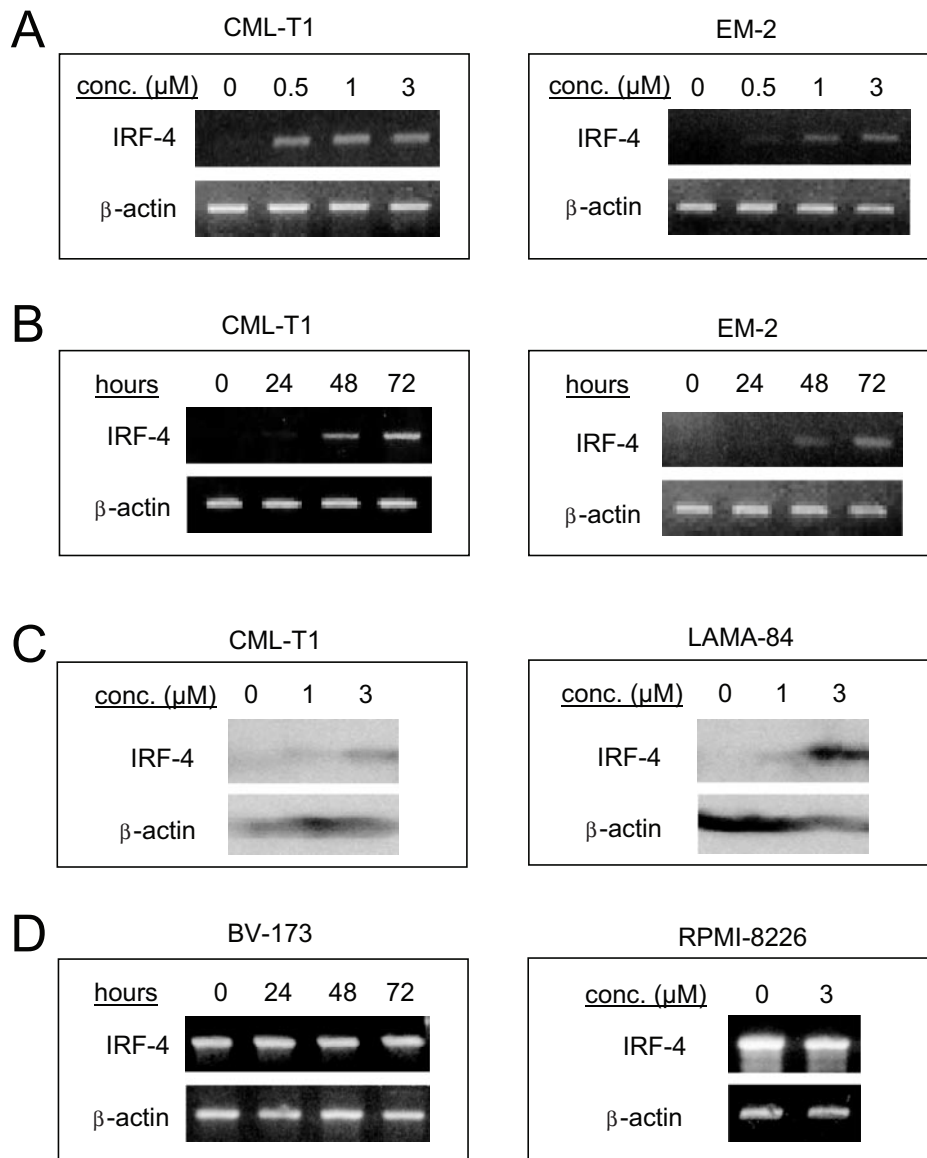 A
CML-T1
conc. (µM) 0 0.5 1 3
IRF-4
β-actin
EM-2
conc. (µM) 0 0.5 1 3
IRF-4
β-actin
B
CML-T1
hours 0 24 48 72
IRF-4
β-actin
EM-2
hours 0 24 48 72
IRF-4
β-actin
C
CML-T1
conc. (µM) 0 1 3
IRF-4
β-actin
LAMA-84
conc. (µM) 0 1 3
IRF-4
β-actin
D
BV-173
hours 0 24 48 72
IRF-4
β-actin
RPMI-8226
conc. (µM) 0 3
IRF-4
β-actin